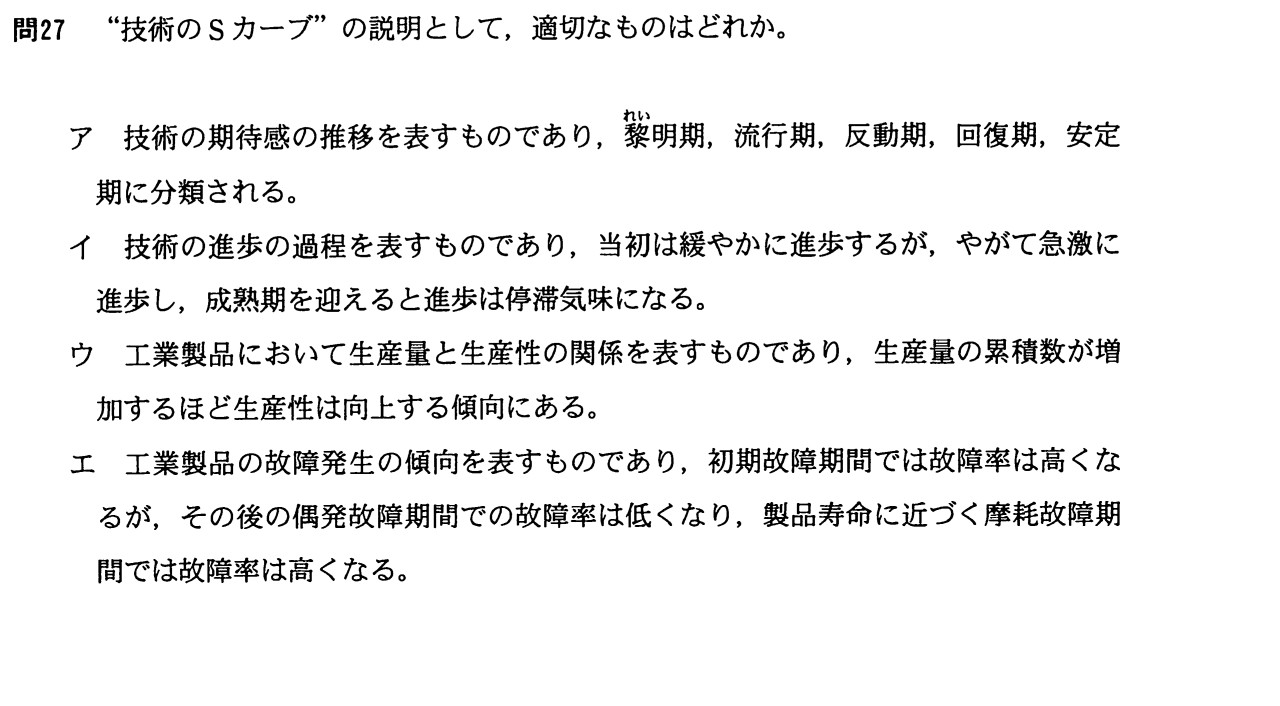 問27 “技術のSカーブ”の説明として，適切なものはどれか。
ア 技術の期待感の推移を表すものであり，黎明期，流行期，反動期，回復期，安定
れい
期に分類される。
イ 技術の進歩の過程を表すものであり，当初は緩やかに進歩するが，やがて急激に
進歩し，成熟期を迎えると進歩は停滞気味になる。
ウ 工業製品において生産量と生産性の関係を表すものであり，生産量の累積数が増
加するほど生産性は向上する傾向にある。
エ 工業製品の故障発生の傾向を表すものであり，初期故障期間では故障率は高くな
るが，その後の偶発故障期間での故障率は低くなり，製品寿命に近づく摩耗故障期
間では故障率は高くなる。